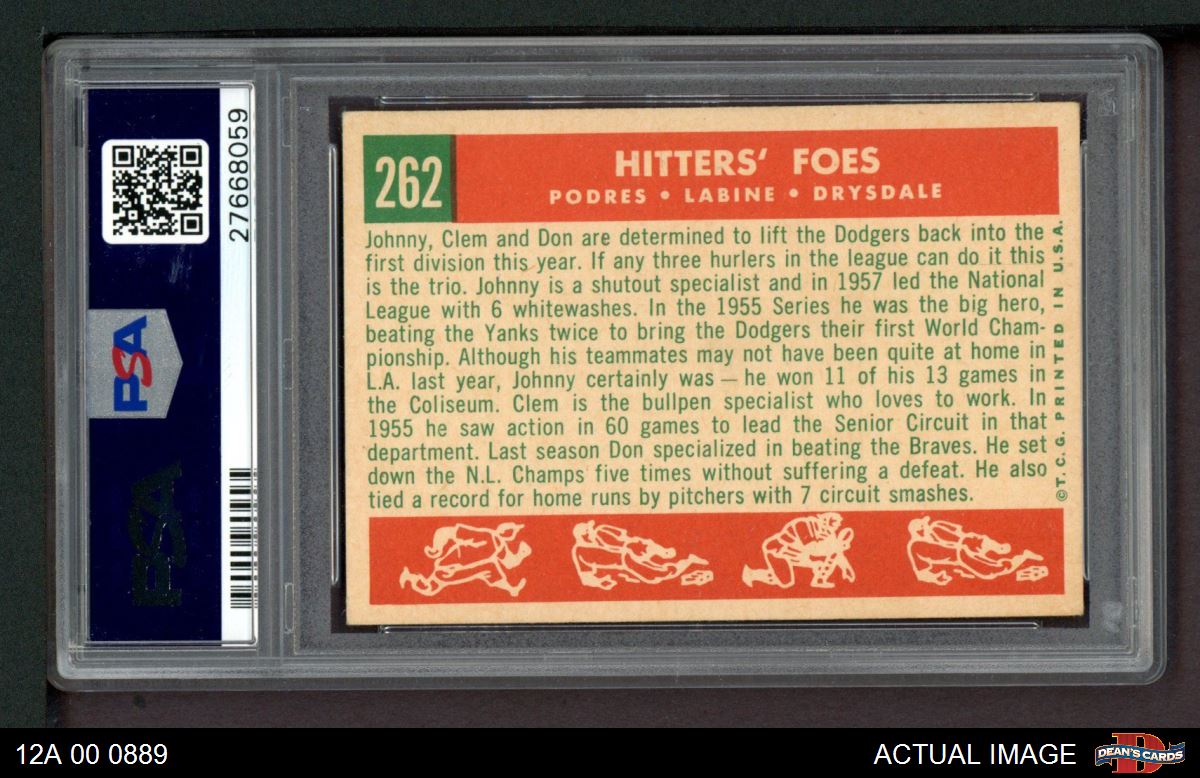 27668059
PSA
PSA
262
HITTERS' FOES
PODRES • LABINE • DRYSDALE
Johnny, Clem and Don are determined to lift the Dodgers back into the
first division this year. If any three hurlers in the league can do it this
is the trio. Johnny is a shutout specialist and in 1957 led the National
League with 6 whitewashes. In the 1955 Series he was the big hero,
beating the Yanks twice to bring the Dodgers their first World Cham-
pionship. Although his teammates may not have been quite at home in
L.A. last year, Johnny certainly was — he won 11 of his 13 games in
the Coliseum. Clem is the bullpen specialist who loves to work. In
1955 he saw action in 60 games to lead the Senior Circuit in that
department. Last season Don specialized in beating the Braves. He set
down the N.L. Champs five times without suffering a defeat. He also
tied a record for home runs by pitchers with 7 circuit smashes.
©T.C.G. PRINTED IN U.S.A.
12A 00 0889
ACTUAL IMAGE
D
DEAN'S CARDS